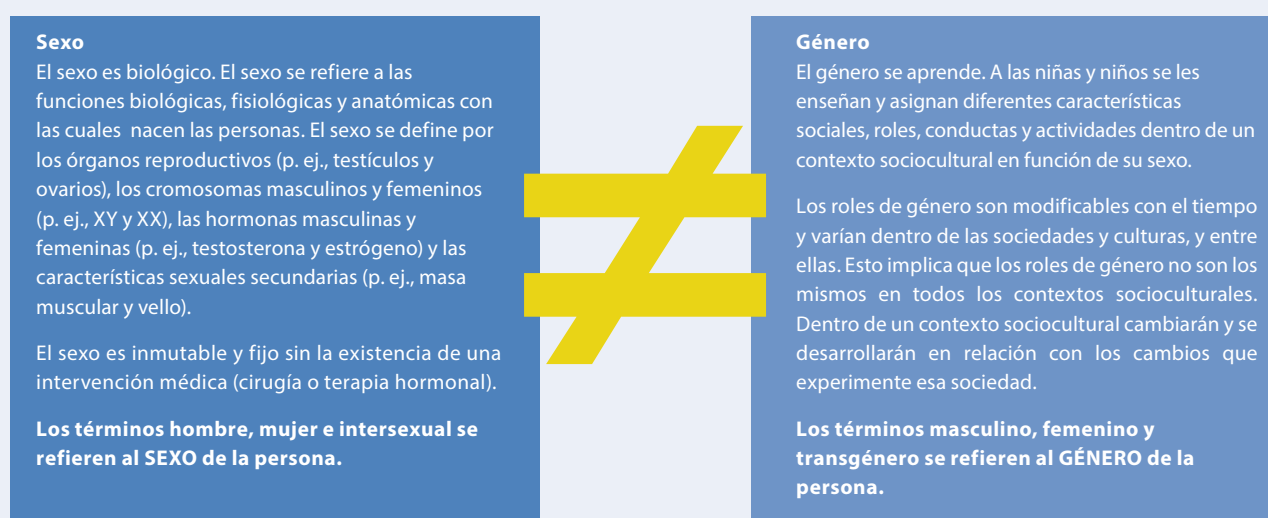 Sexo
El sexo es biológico. El sexo se refiere a las
funciones biológicas, fisiológicas y anatómicas con
las cuales nacen las personas. El sexo se define por
los órganos reproductivos (p. ej., testículos y
ovarios), los cromosomas masculinos y femeninos
(p. ej., XY y XX), las hormonas masculinas y
femeninas (p. ej., testosterona y estrógeno) y las
características sexuales secundarias (p. ej., masa
muscular y vello).
El sexo es inmutable y fijo sin la existencia de una
intervención médica (cirugía o terapia hormonal).
Los términos hombre, mujer e intersexual se
refieren al SEXO de la persona.
≠
Género
El género se aprende. A las niñas y niños se les
enseñan y asignan diferentes características
sociales, roles, conductas y actividades dentro de un
contexto sociocultural en función de su sexo.
Los roles de género son modificables con el tiempo
y varían dentro de las sociedades y culturas, y entre
ellas. Esto implica que los roles de género no son los
mismos en todos los contextos socioculturales.
Dentro de un contexto sociocultural cambiarán y se
desarrollarán en relación con los cambios que
experimente esa sociedad.
Los términos masculino, femenino y
transgénero se refieren al GÉNERO de la
persona.